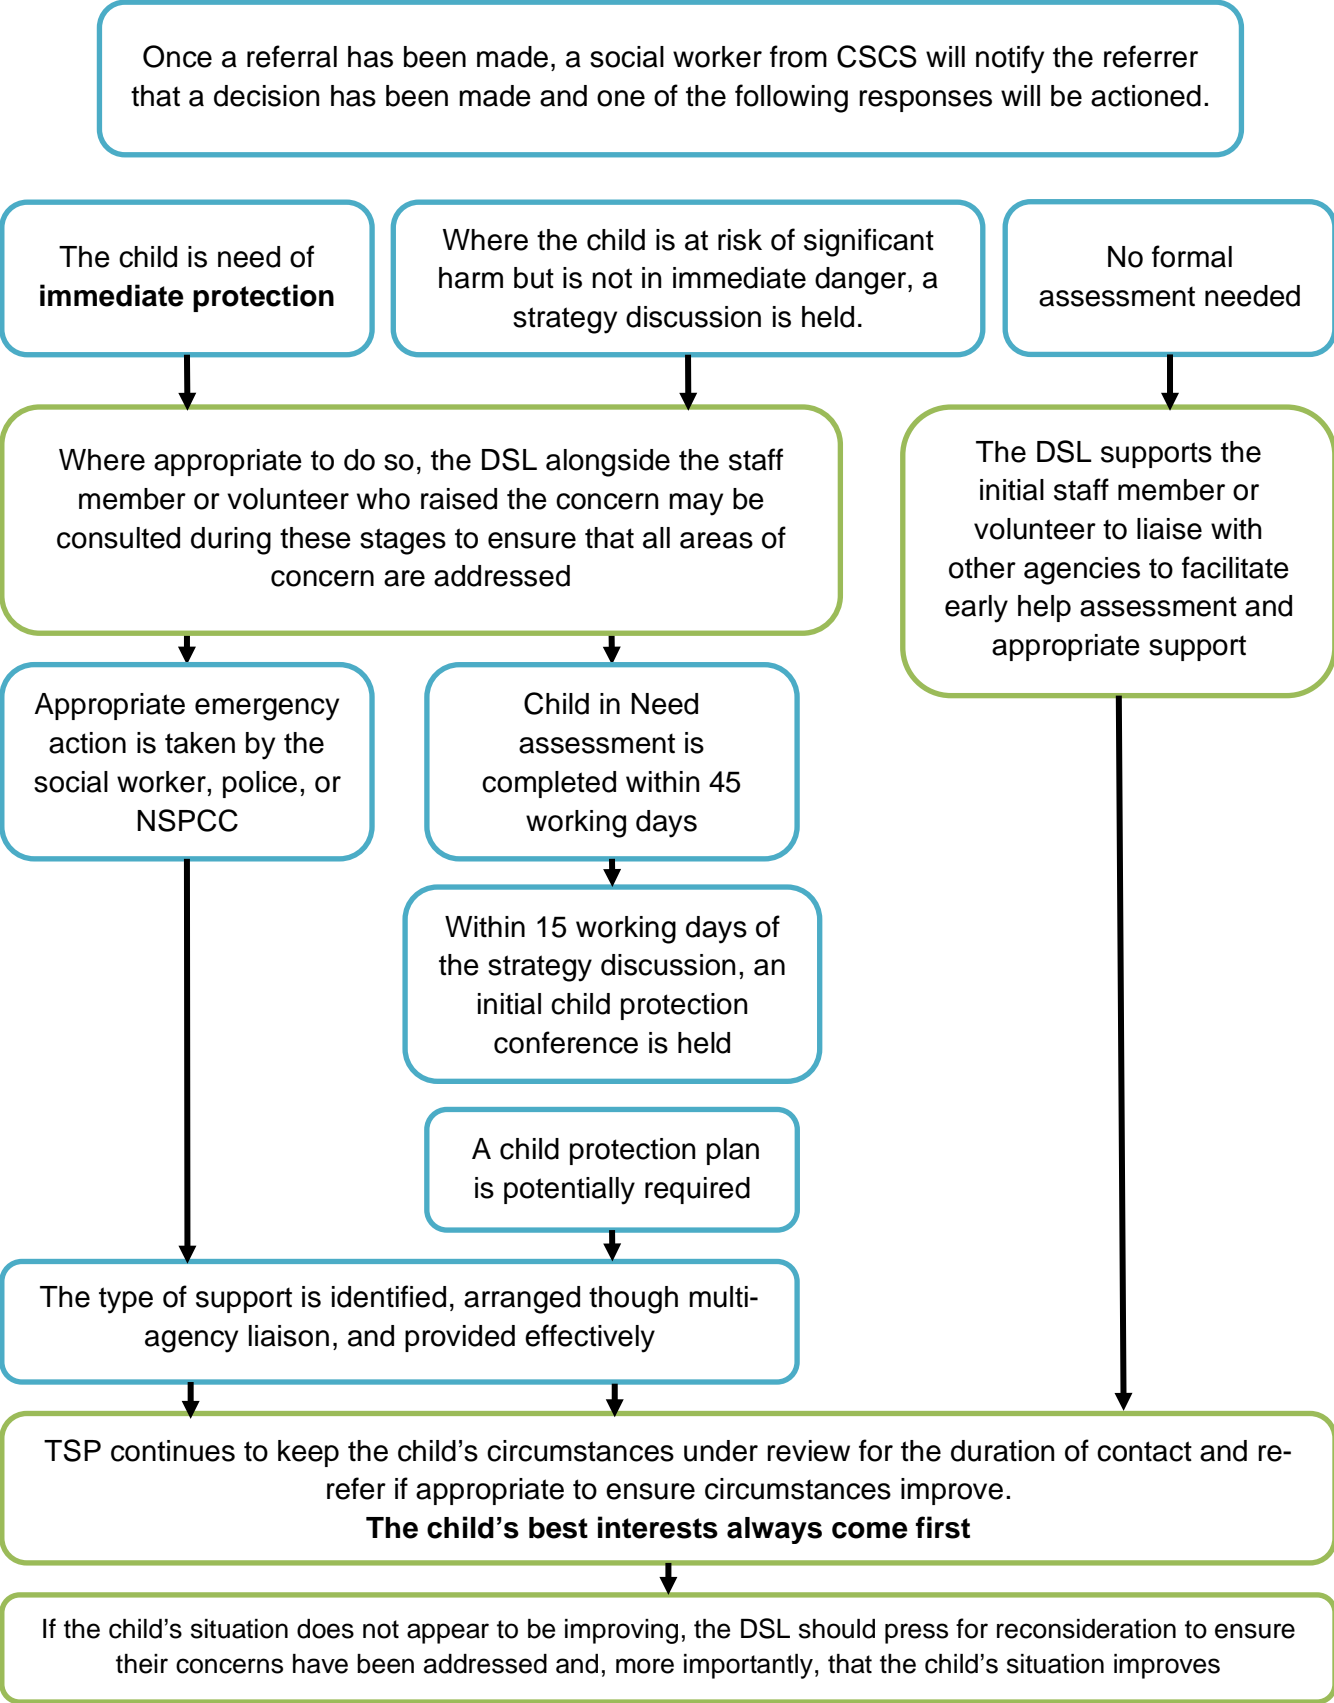 Once a referral has been made, a social worker from CSCS will notify the referrer
that a decision has been made and one of the following responses will be actioned.
The child is need of
immediate protection
Where the child is at risk of significant
harm but is not in immediate danger, a
strategy discussion is held.
No formal
assessment needed
Where appropriate to do so, the DSL alongside the staff
member or volunteer who raised the concern may be
consulted during these stages to ensure that all areas of
concern are addressed
The DSL supports the
initial staff member or
volunteer to liaise with
other agencies to facilitate
early help assessment and
appropriate support
Appropriate emergency
action is taken by the
social worker, police, or
NSPCC
Child in Need
assessment is
completed within 45
working days
Within 15 working days of
the strategy discussion, an
initial child protection
conference is held
A child protection plan
is potentially required
The type of support is identified, arranged though multi-
agency liaison, and provided effectively
TSP continues to keep the child’s circumstances under review for the duration of contact and re-
refer if appropriate to ensure circumstances improve.
The child’s best interests always come first
If the child’s situation does not appear to be improving, the DSL should press for reconsideration to ensure
their concerns have been addressed and, more importantly, that the child’s situation improves